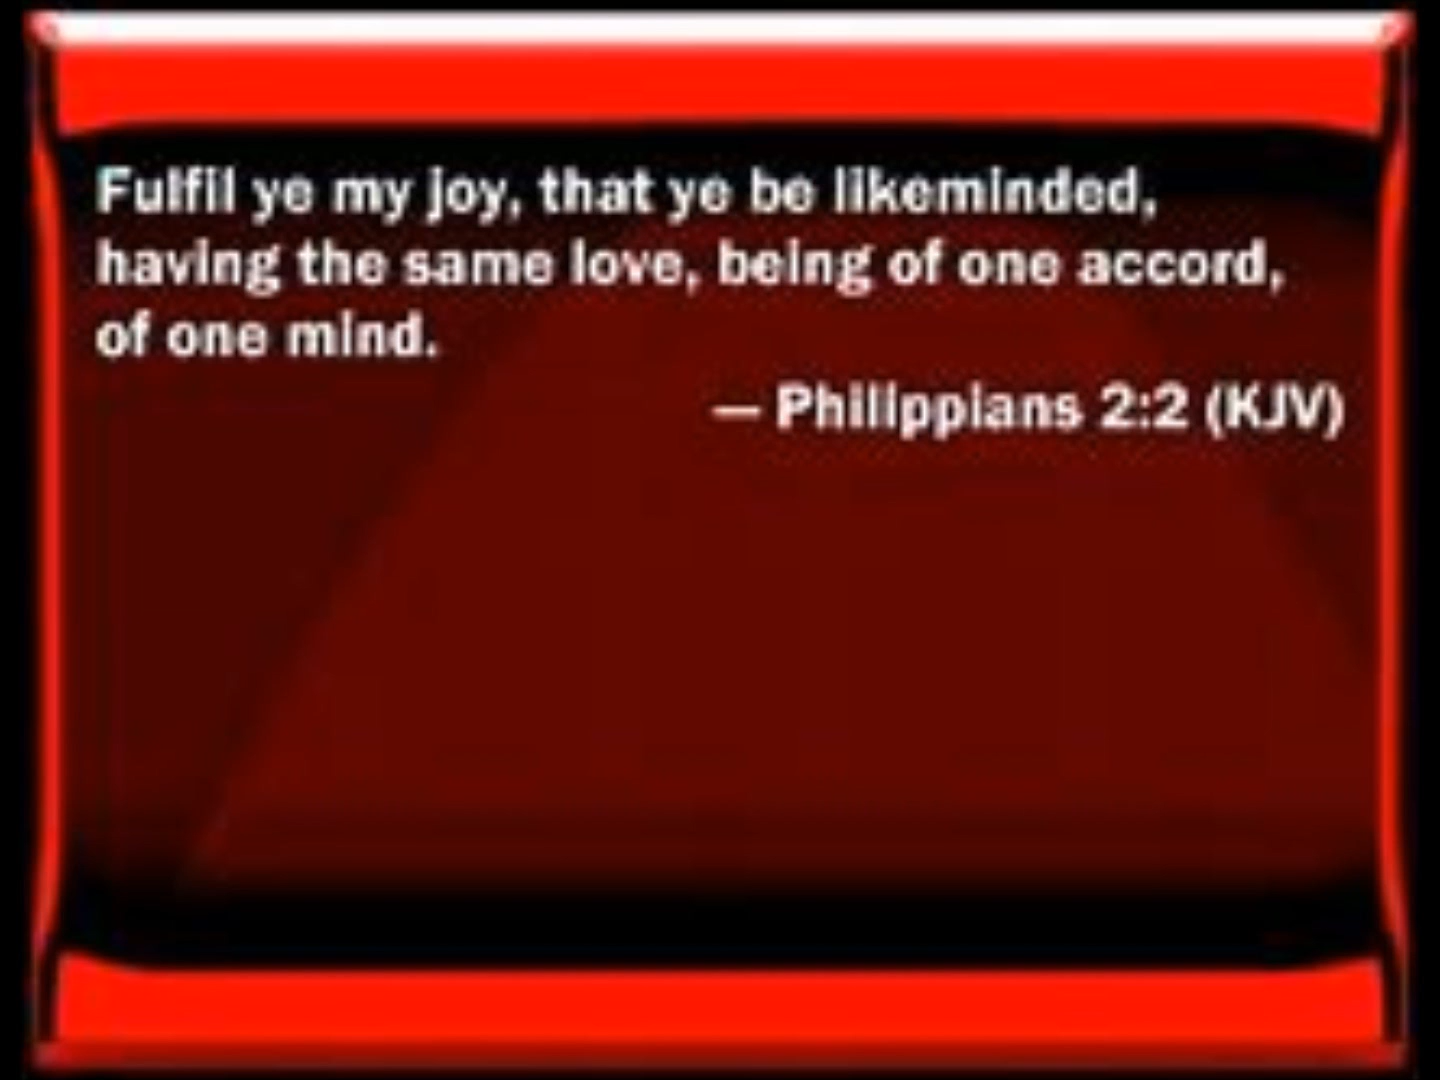 Fulfil ye my joy, that ye be likeminded,
having the same love, being of one accord,
of one mind.
— Philippians 2:2 (KJV)